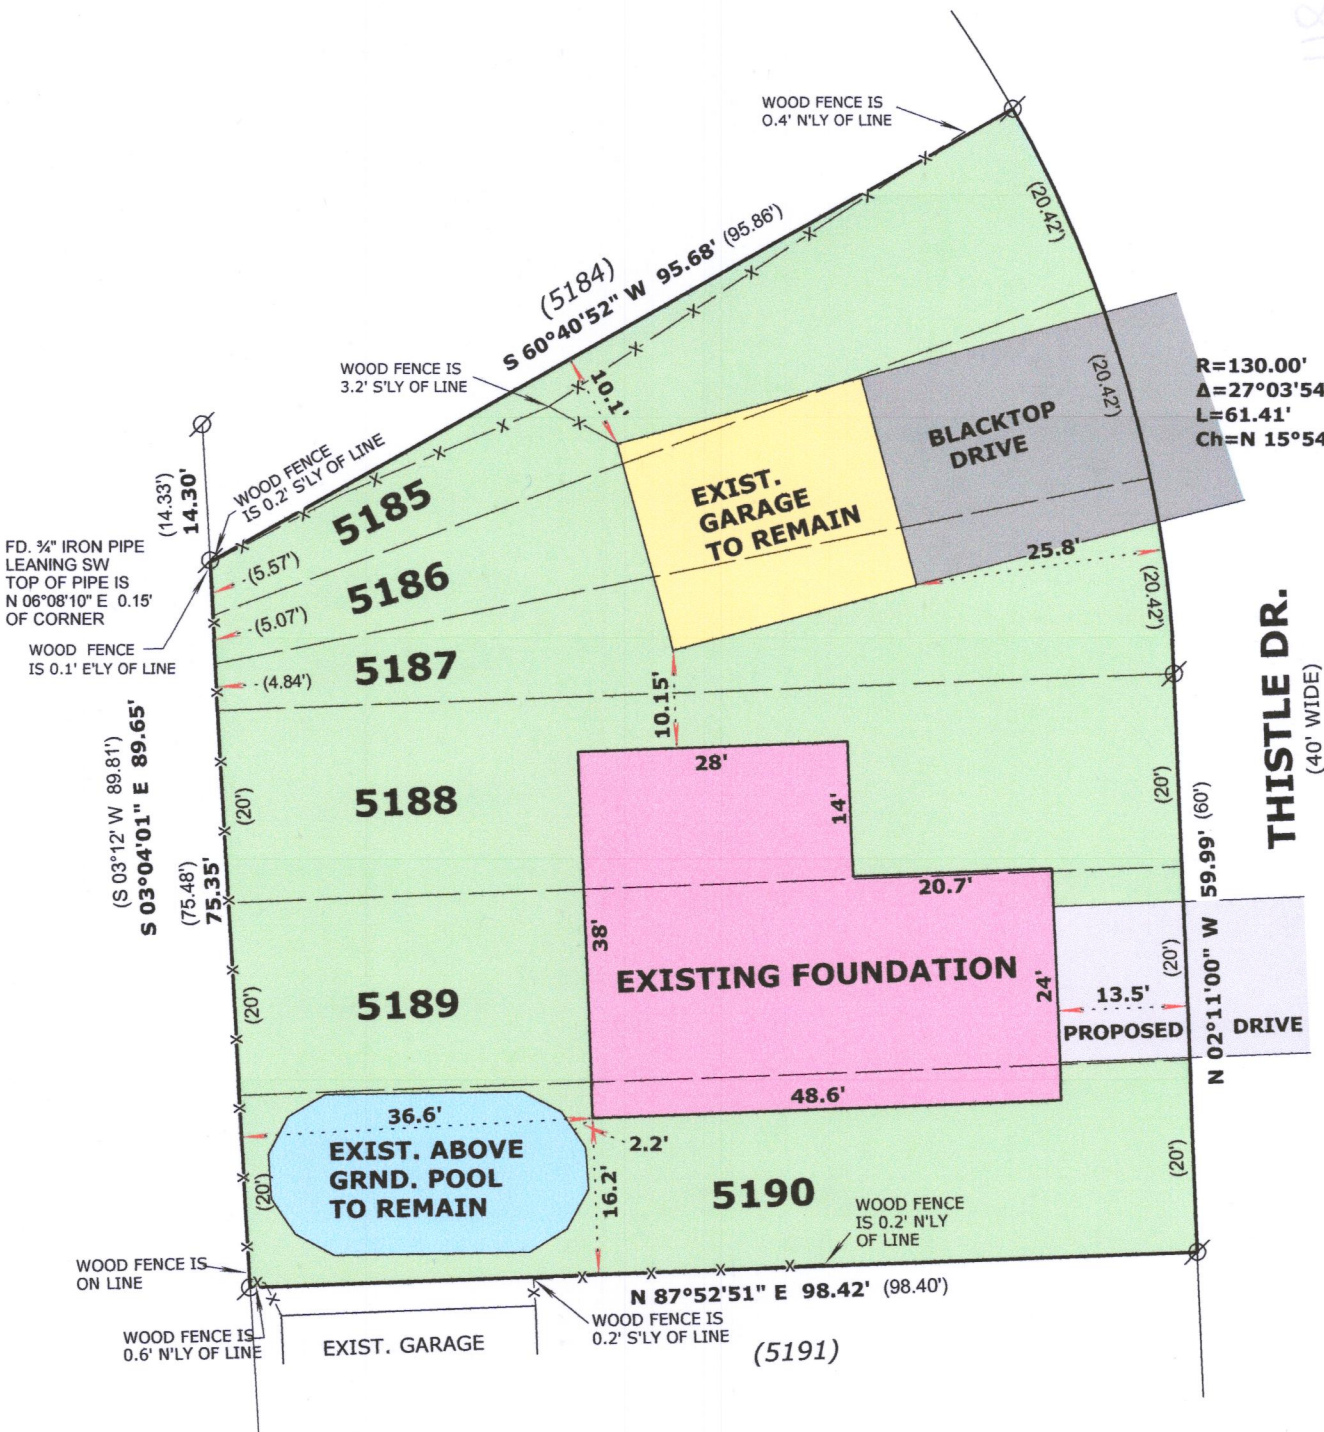 WOOD FENCE IS
0.4' N'LY OF LINE
(20.42')
(5184)
S 60°40'52" W 95.68' (95.86')
WOOD FENCE IS
3.2' S'LY OF LINE
10.1'
(20.42')
R=130.00'
Δ=27°03'54
L=61.41'
Ch=N 15°54
BLACKTOP
DRIVE
EXIST.
GARAGE
TO REMAIN
WOOD FENCE
IS 0.2' S'LY OF LINE
(14.33')
14.30'
5185
FD. ¾" IRON PIPE
LEANING SW
TOP OF PIPE IS
N 06°08'10" E 0.15'
OF CORNER
(5.57')
5186
25.8'
(20.42')
(5.07')
WOOD FENCE
IS 0.1' E'LY OF LINE
5187
(4.84')
10.15'
THISTLE DR.
(40' WIDE)
(S 03°12' W 89.81')
S 03°04'01" E 89.65'
28'
(20')
5188
14'
(20')
(75.48')
75.35'
20.7'
N 02°11'00" W 59.99' (60')
38'
EXISTING FOUNDATION
24'
(20')
13.5'
(20')
5189
PROPOSED
DRIVE
48.6'
36.6'
2.2'
EXIST. ABOVE
GRND. POOL
TO REMAIN
(20')
16.2'
5190
(20')
WOOD FENCE
IS 0.2' N'LY
OF LINE
WOOD FENCE IS
ON LINE
N 87°52'51" E 98.42' (98.40')
WOOD FENCE IS
0.6' N'LY OF LINE
EXIST. GARAGE
WOOD FENCE IS
0.2' S'LY OF LINE
(5191)